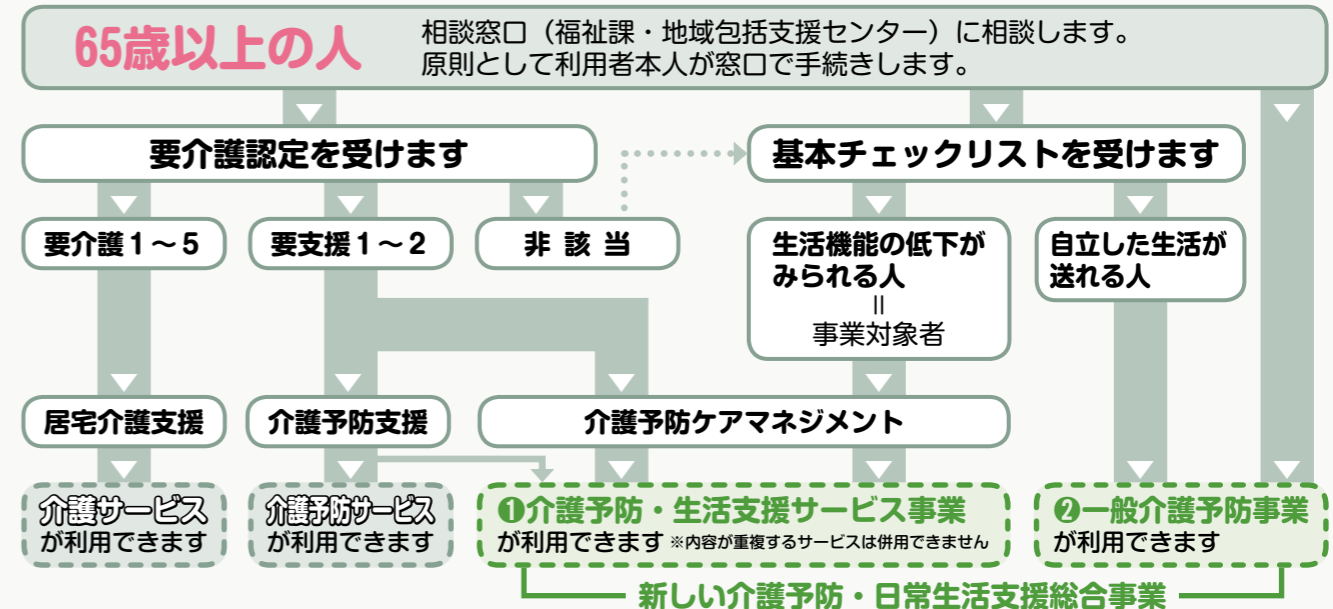 65歳以上の人
相談窓口（福祉課・地域包括支援センター）に相談します。
原則として利用者本人が窓口で手続きします。
要介護認定を受けます
基本チェックリストを受けます
要介護１～５
要支援１～２
非該当
生活機能の低下が
みられる人
＝
事業対象者
自立した生活が
送れる人
居宅介護支援
介護予防支援
介護予防ケアマネジメント
介護サービス
が利用できます
介護予防サービス
が利用できます
❶介護予防・生活支援サービス事業
が利用できます ※内容が重複するサービスは併用できません
❷一般介護予防事業
が利用できます
新しい介護予防・日常生活支援総合事業